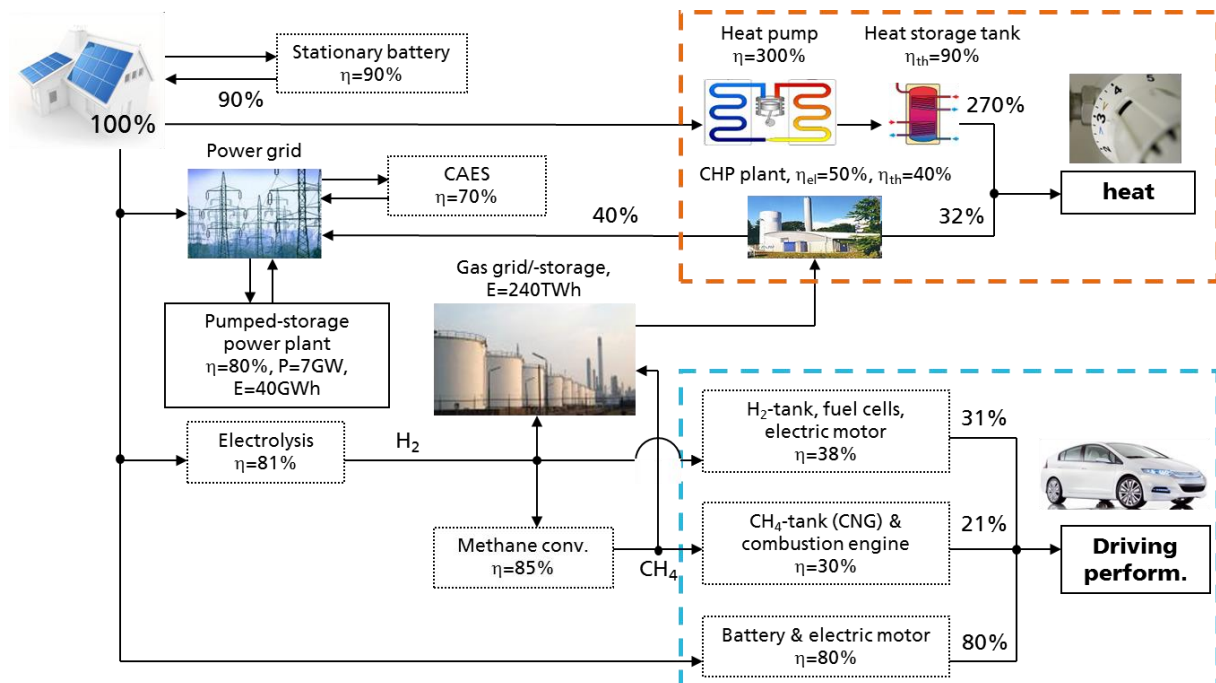 Stationary battery
η=90%
90%
100%
Heat pump
η=300%
Heat storage tank
ηth=90%
270%
heat
Power grid
CAES
η=70%
CHP plant, ηel=50%, ηth=40%
40%
32%
Gas grid/-storage,
E=240TWh
Pumped-storage
power plant
η=80%, P=7GW,
E=40GWh
Electrolysis
η=81%
H2
Methane conv.
η=85%
CH4
H2-tank, fuel cells,
electric motor
η=38%
31%
CH4-tank (CNG) &
combustion engine
η=30%
21%
Battery & electric motor
η=80%
80%
Driving
perform.